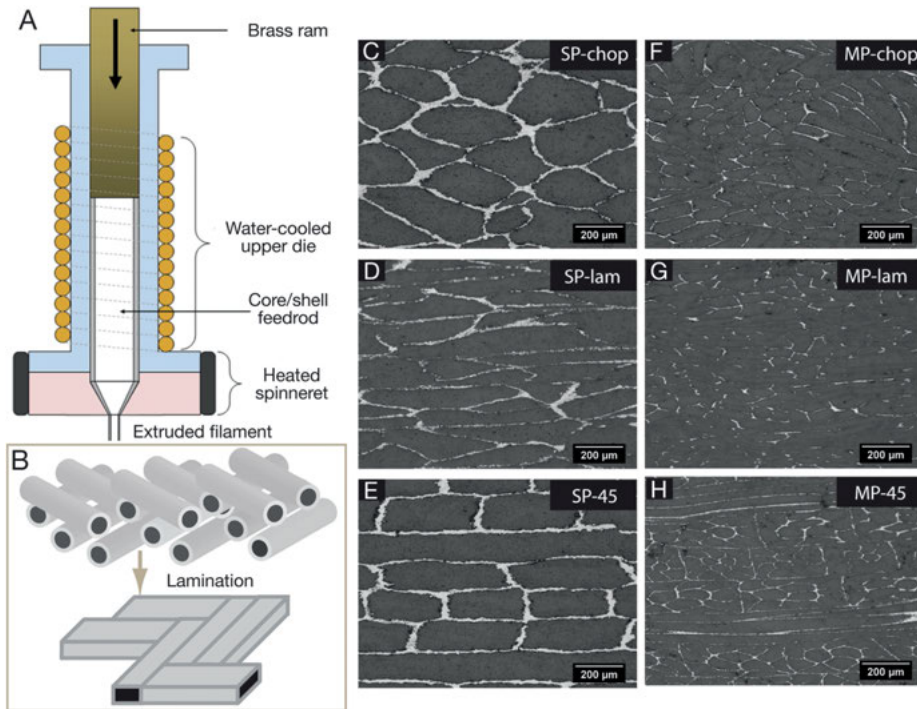 A
Brass ram
Water-cooled
upper die
Core/shell
feedrod
Heated
spinneret
Extruded filament
B
Lamination
C
SP-chop
200 µm
D
SP-lam
200 µm
E
SP-45
200 µm
F
MP-chop
200 µm
G
MP-lam
200 µm
H
MP-45
200 µm